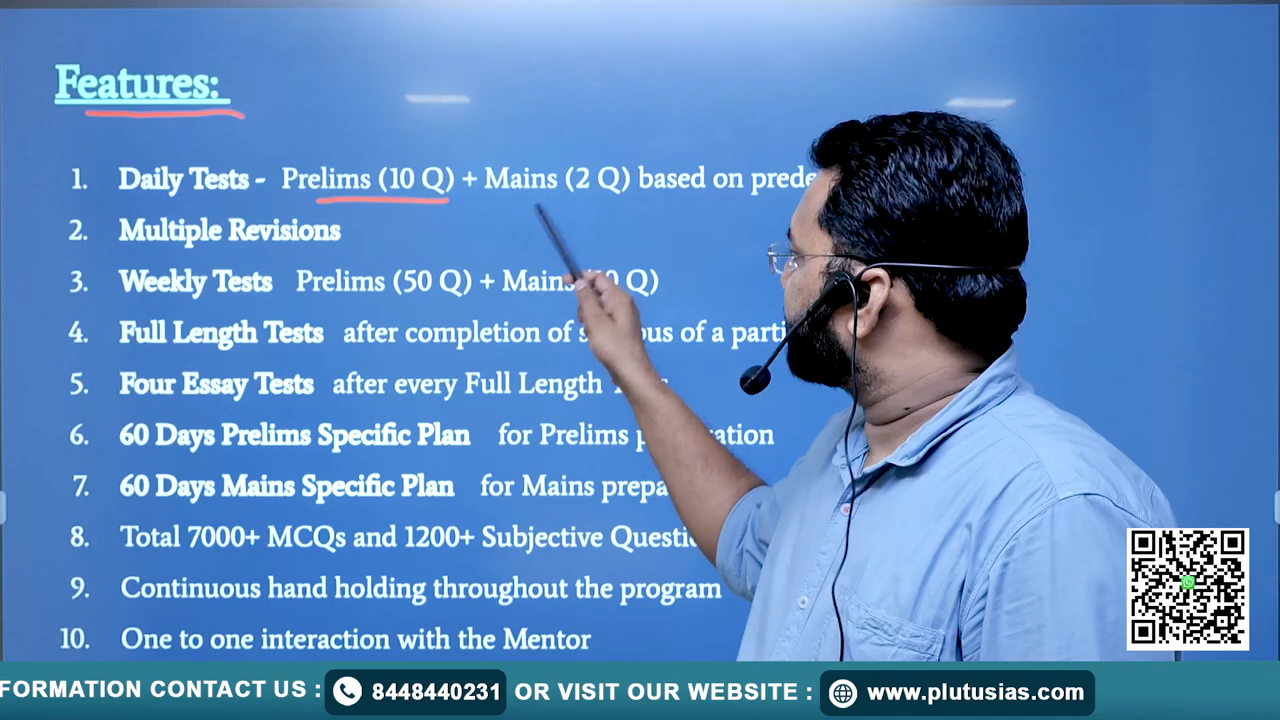 Features:
1. Daily Tests - Prelims (10 Q) + Mains (2 Q) based on
2. Multiple Revisions
3. Weekly Tests Prelims (50 Q) + Mains Q)
4. Full Length Tests after completion of of a
5. Four Essay Tests after every Full Length
6. 60 Days Prelims Specific Plan for Prelims
7. 60 Days Mains Specific Plan for Mains
8. Total 7000+ MCQs and 1200+ Subjective
9. Continuous hand holding throughout the program
10. One to one interaction with the Mentor
CONTACT US : 8448440231 OR VISIT OUR WEBSITE : www.plutusias.com